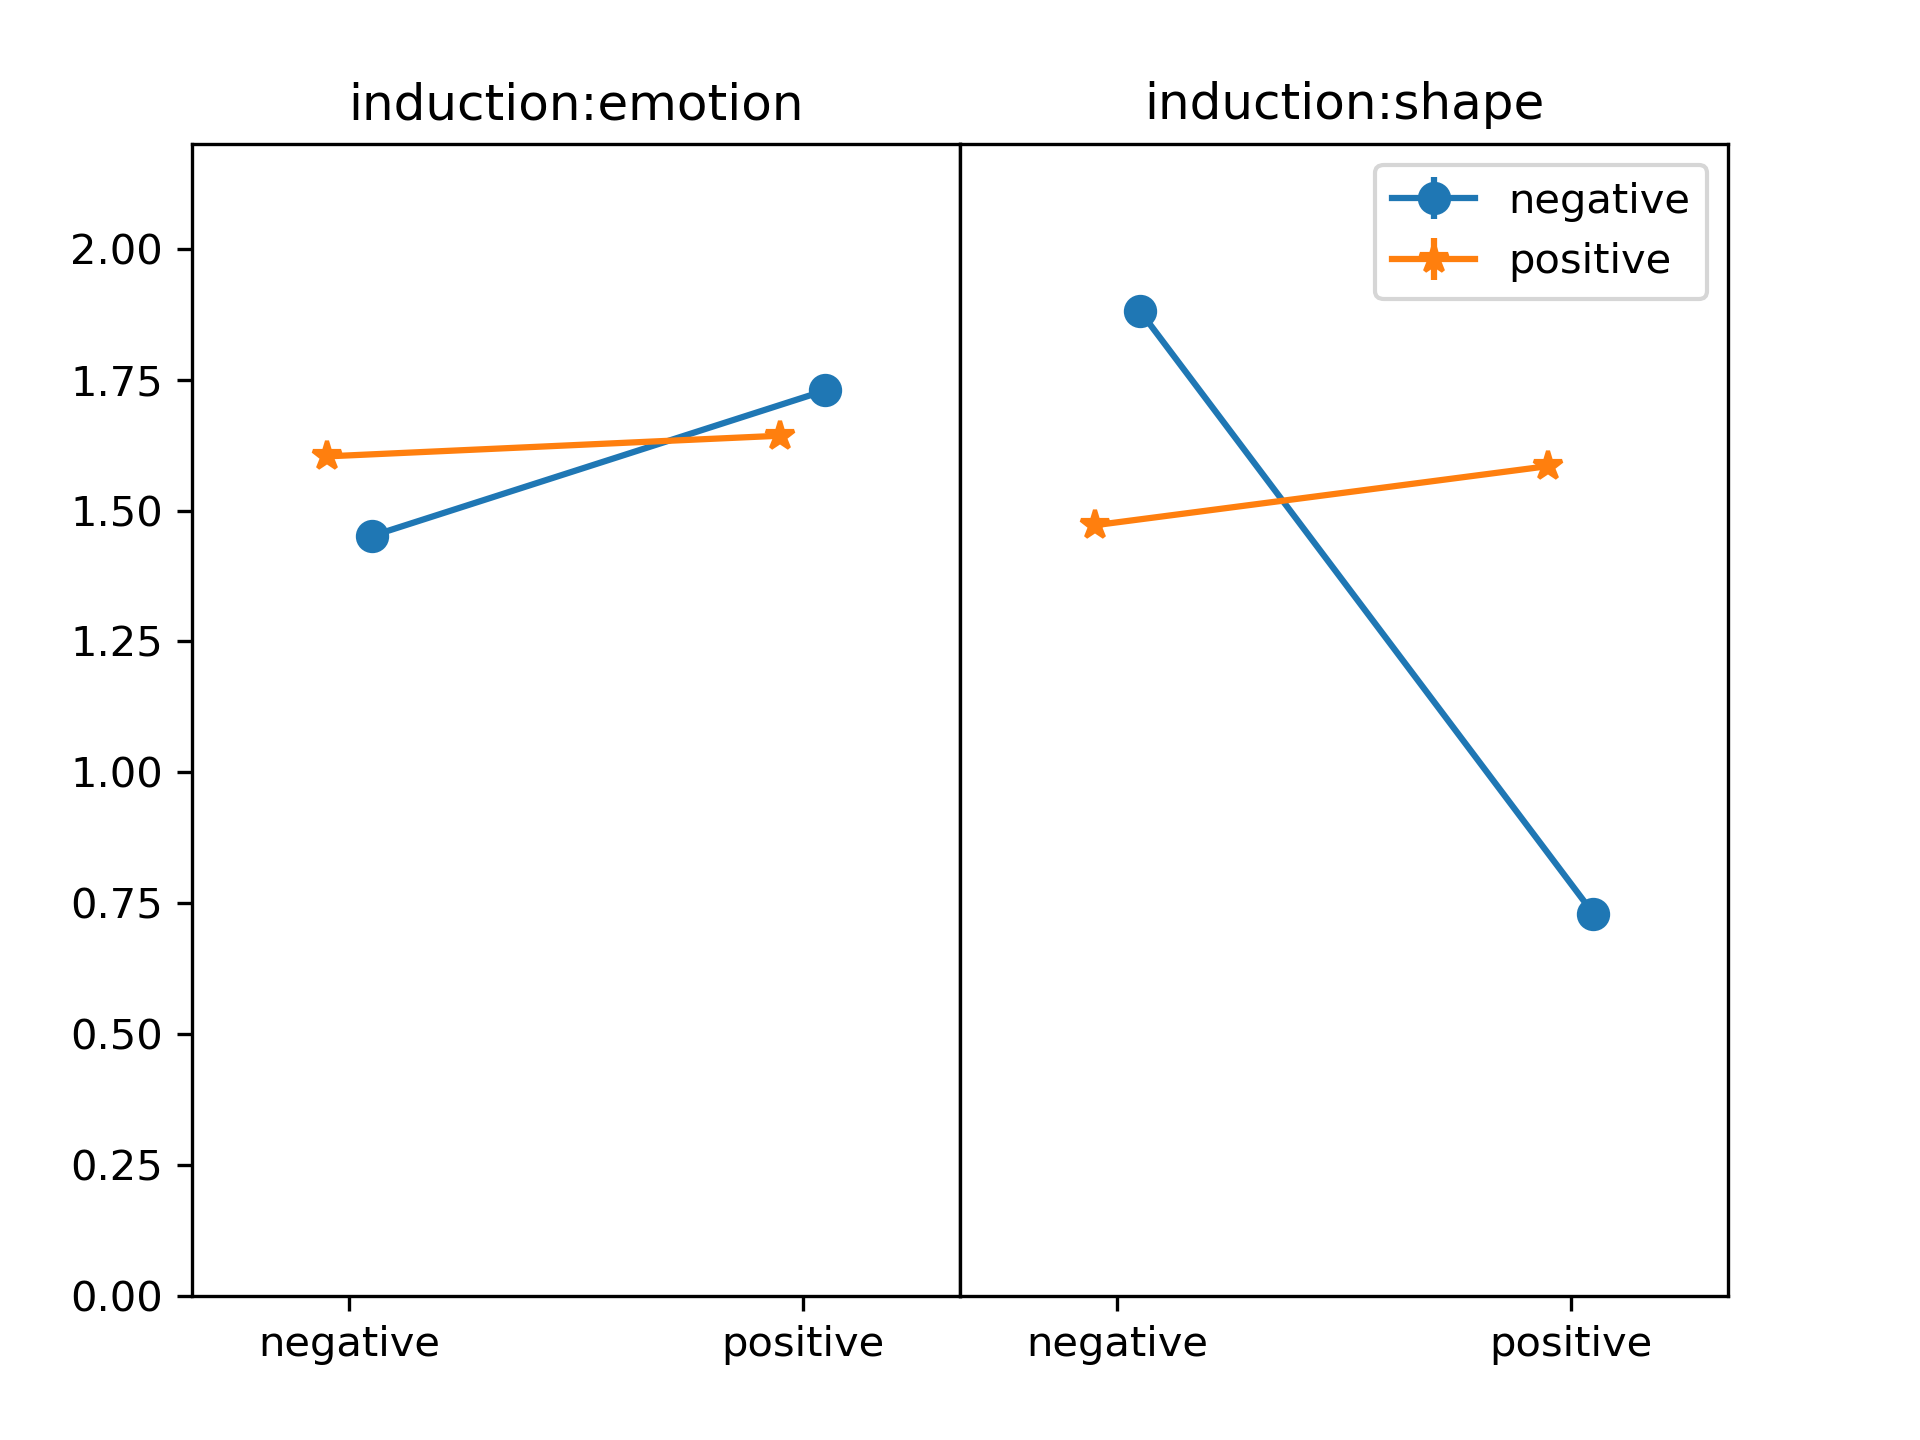 induction:emotion
induction:shape
negative
positive
2.00
1.75
1.50
1.25
1.00
0.75
0.50
0.25
0.00
negative
positive
negative
positive